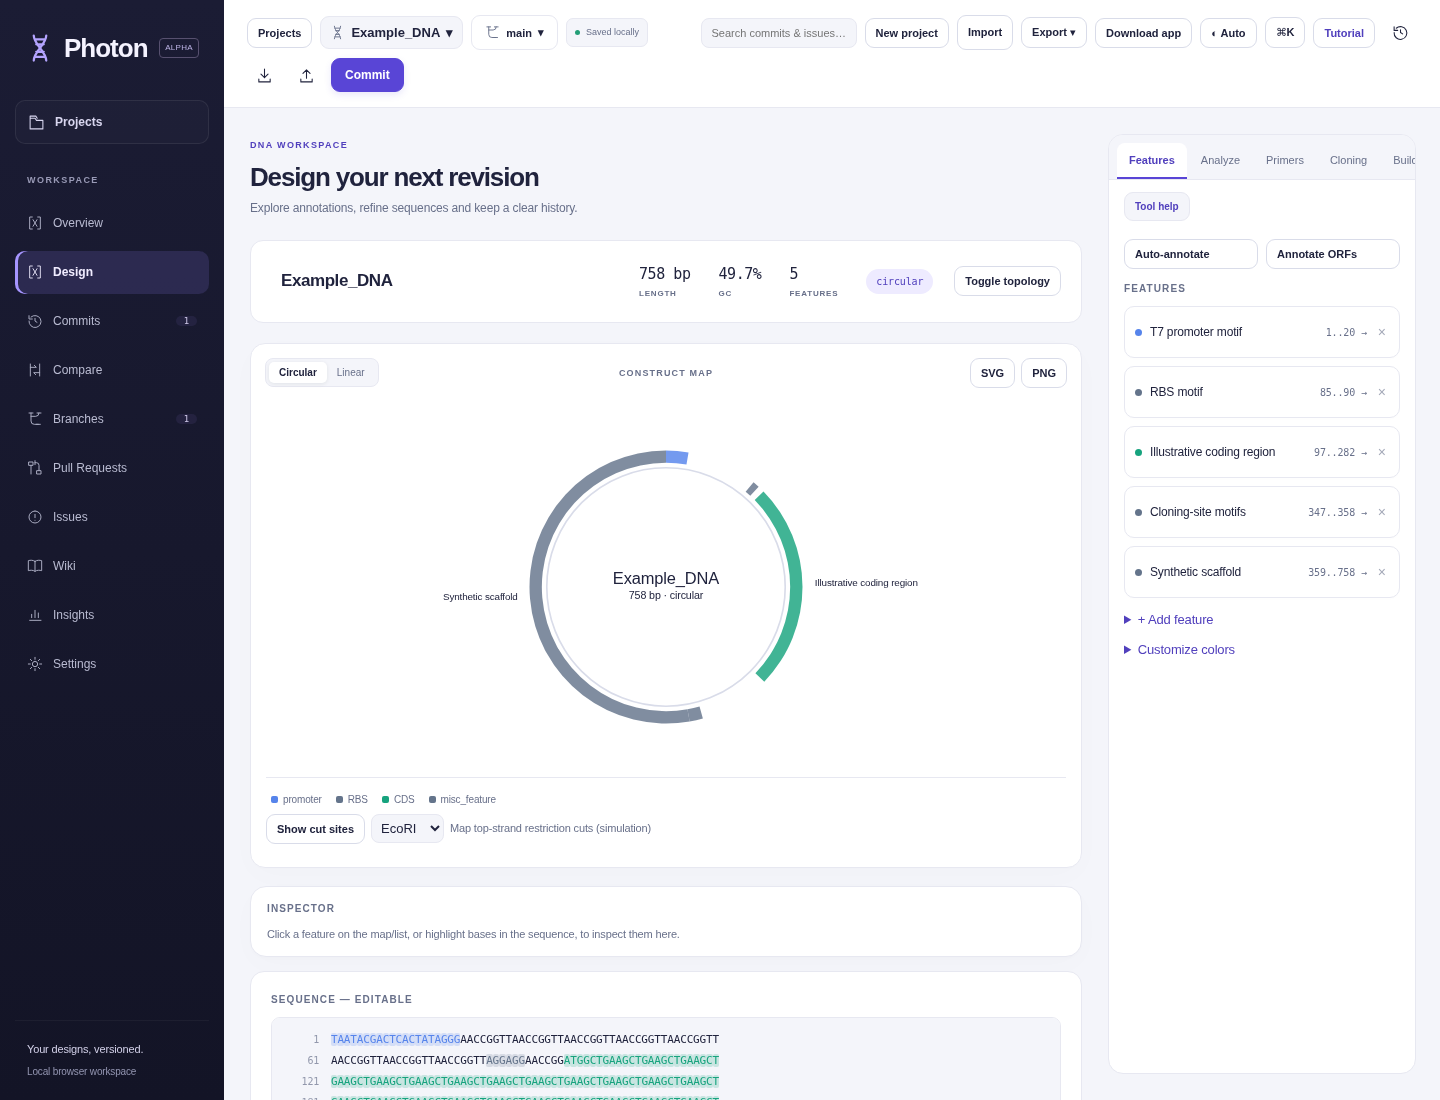 Photon ALPHA
Projects
WORKSPACE
Overview
Design
Commits 1
Compare
Branches 1
Pull Requests
Issues
Wiki
Insights
Settings
Your designs, versioned.
Local browser workspace
Projects Example_DNA ▾ main ▾ Saved locally Search commits & issues… New project Import Export ▾ Download app Auto ⌘K Tutorial
Commit
DNA WORKSPACE
Design your next revision
Explore annotations, refine sequences and keep a clear history.
Example_DNA
758 bp 49.7% 5 circular Toggle topology
LENGTH GC FEATURES
Circular Linear CONSTRUCT MAP SVG PNG
Example_DNA
758 bp · circular
Illustrative coding region
Synthetic scaffold
promoter RBS CDS misc_feature
Show cut sites EcoRI Map top-strand restriction cuts (simulation)
INSPECTOR
Click a feature on the map/list, or highlight bases in the sequence, to inspect them here.
SEQUENCE — EDITABLE
1 TAATACGACTCACTATAGGGAACCGGTTAACCGGTTAACCGGTTAACCGGTTAACCGGTT
61 AACCGGTTAACCGGTTAACCGGTTAGGAGGAACCGGATGGCTGAAGCTGAAGCTGAAGCT
121 GAAGCTGAAGCTGAAGCTGAAGCTGAAGCTGAAGCTGAAGCTGAAGCTGAAGCTGAAGCT
Features Analyze Primers Cloning Build
Tool help
Auto-annotate Annotate ORFs
FEATURES
T7 promoter motif 1..20 → ×
RBS motif 85..90 → ×
Illustrative coding region 97..282 → ×
Cloning-site motifs 347..358 → ×
Synthetic scaffold 359..758 → ×
▶ + Add feature
▶ Customize colors